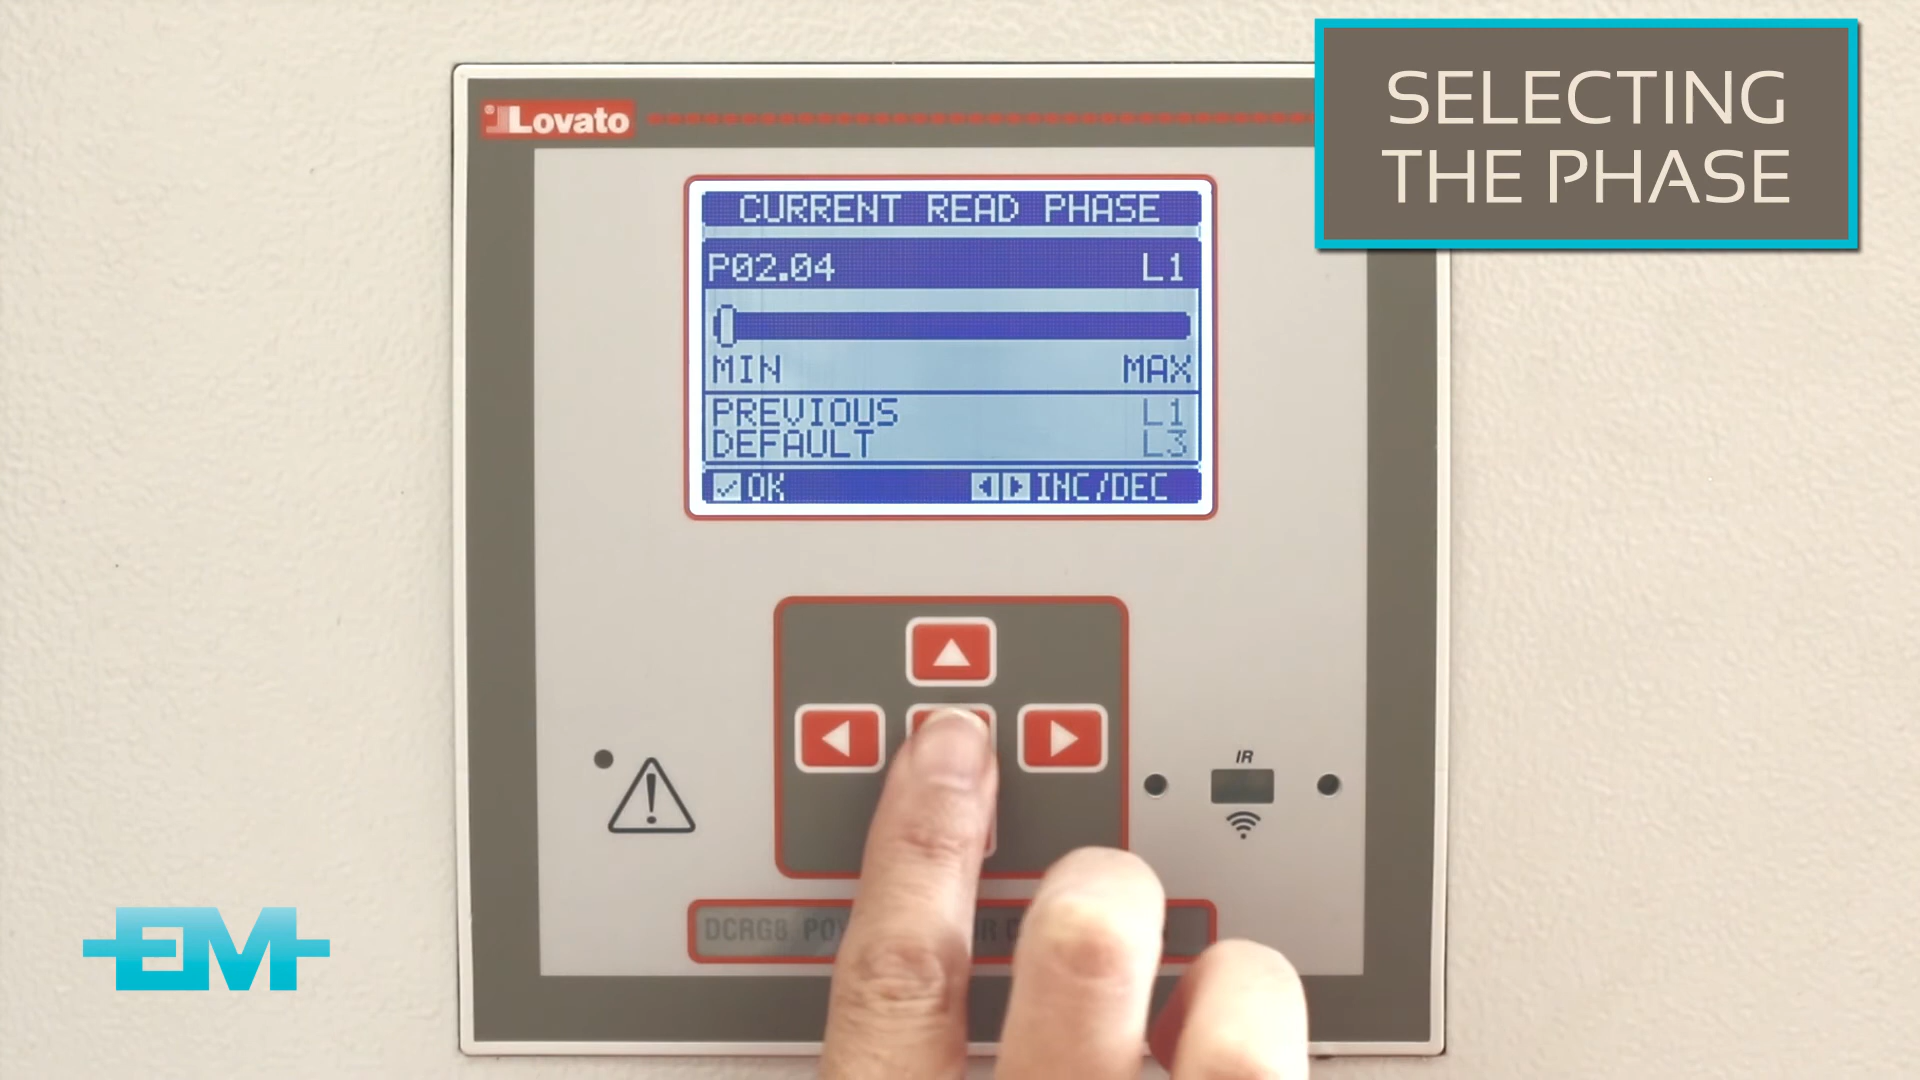 Lovato
SELECTING
THE PHASE
CURRENT READ PHASE
P02.04 L1
MIN MAX
PREVIOUS L1
DEFAULT L3
OK INC/DEC
IR
DCRG8
EM